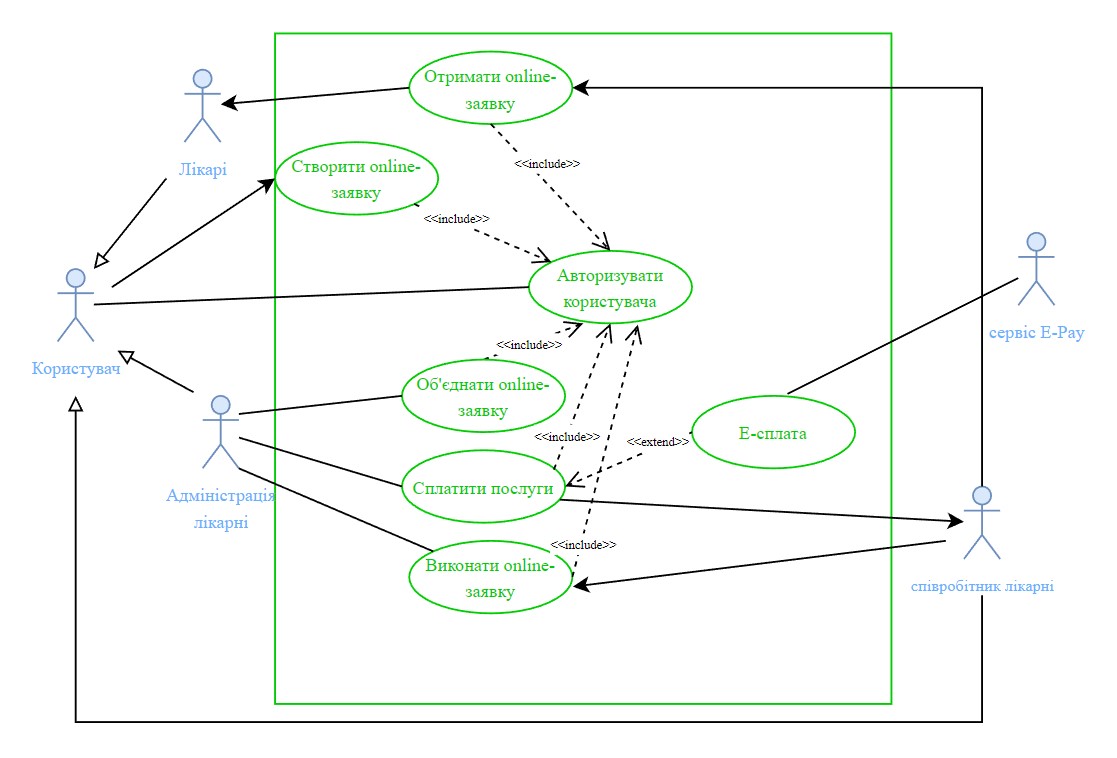 Отримати online-
заявку
Лікарі
<<include>>
Створити online-
заявку
<<include>>
Авторизувати
користувача
сервіс E-Pay
Користувач
<<include>>
Об'єднати online-
заявку
<<include>>
<<extend>>
Е-сплата
Сплатити послуги
Адміністрація
лікарні
<<include>>
Виконати online-
заявку
співробітник лікарні